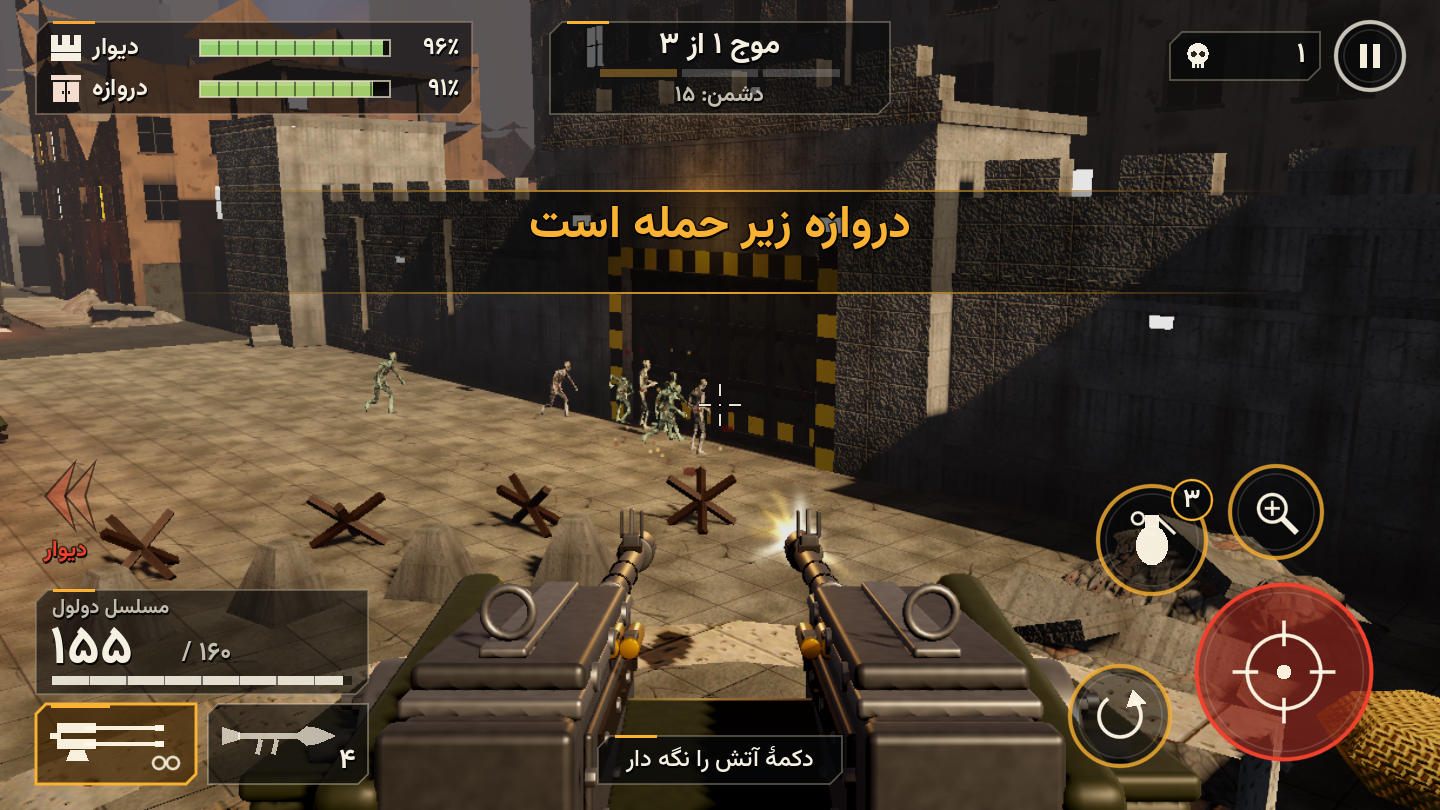 دیوار ۹۶٪
دروازه ۹۱٪
موج ۱ از ۳
دشمن: ۱۵
۱
دروازه زیر حمله است
دیوار
۳
مسلسل دولول
۱۵۵ / ۱۶۰
∞
۴
دکمهٔ آتش را نگه دار